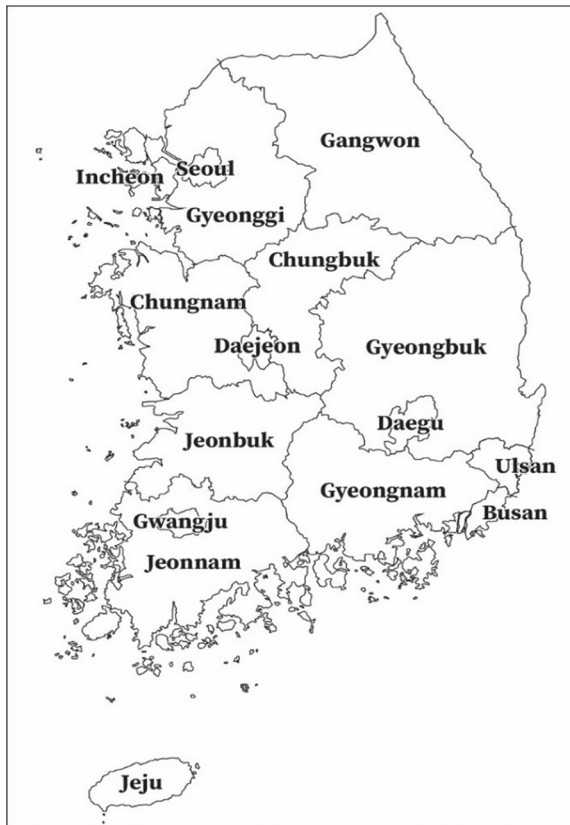 Gangwon
Seoul
Incheon
Gyeonggi
Chungbuk
Chungnam
Daejeon
Gyeongbuk
Daegu
Jeonbuk
Ulsan
Gyeongnam
Busan
Gwangju
Jeonnam
Jeju